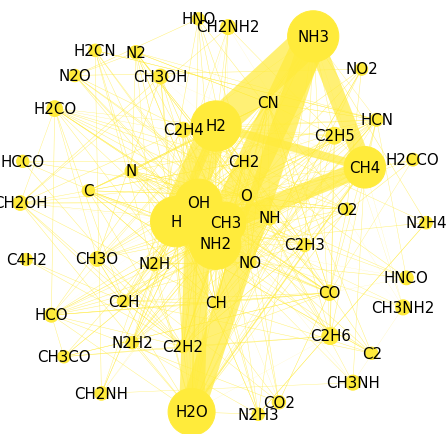 HNO
CH2NH2
NH3
H2CN
N2
N2O
CH3OH
NO2
H2CO
CN
HCN
C2H4
H2
C2H5
HCCO
CH2
CH4
H2CCO
N
C
O
CH2OH
OH
O2
H
CH3
NH
N2H4
NH2
C2H3
C4H2
CH3O
N2H
NO
HNCO
CO
C2H
CH
CH3NH2
HCO
C2H6
N2H2
C2H2
CH3CO
C2
CH3NH
CH2NH
CO2
H2O
N2H3